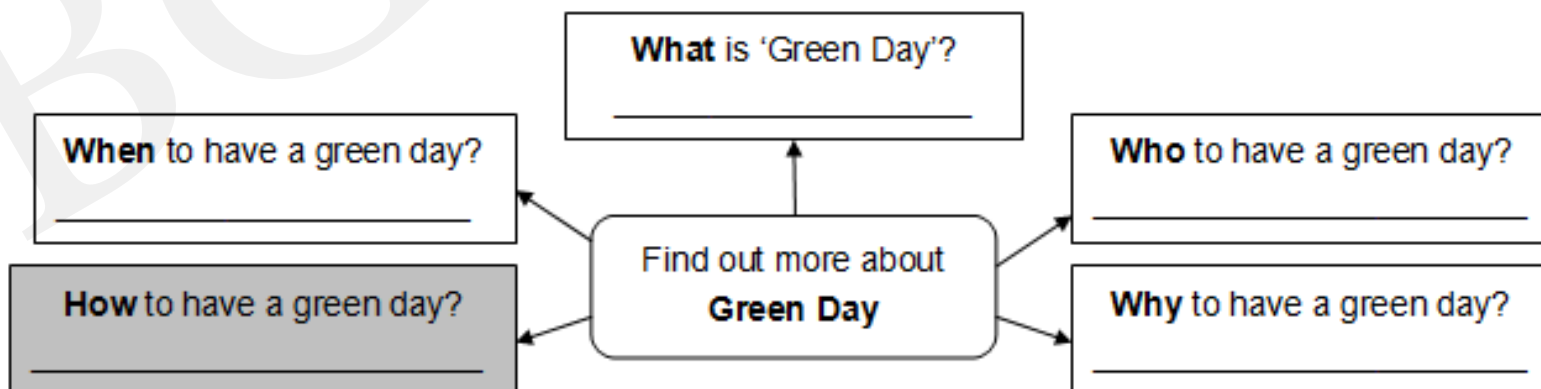 What is ‘Green Day’?
When to have a green day?
Who to have a green day?
Find out more about
Green Day
How to have a green day?
Why to have a green day?